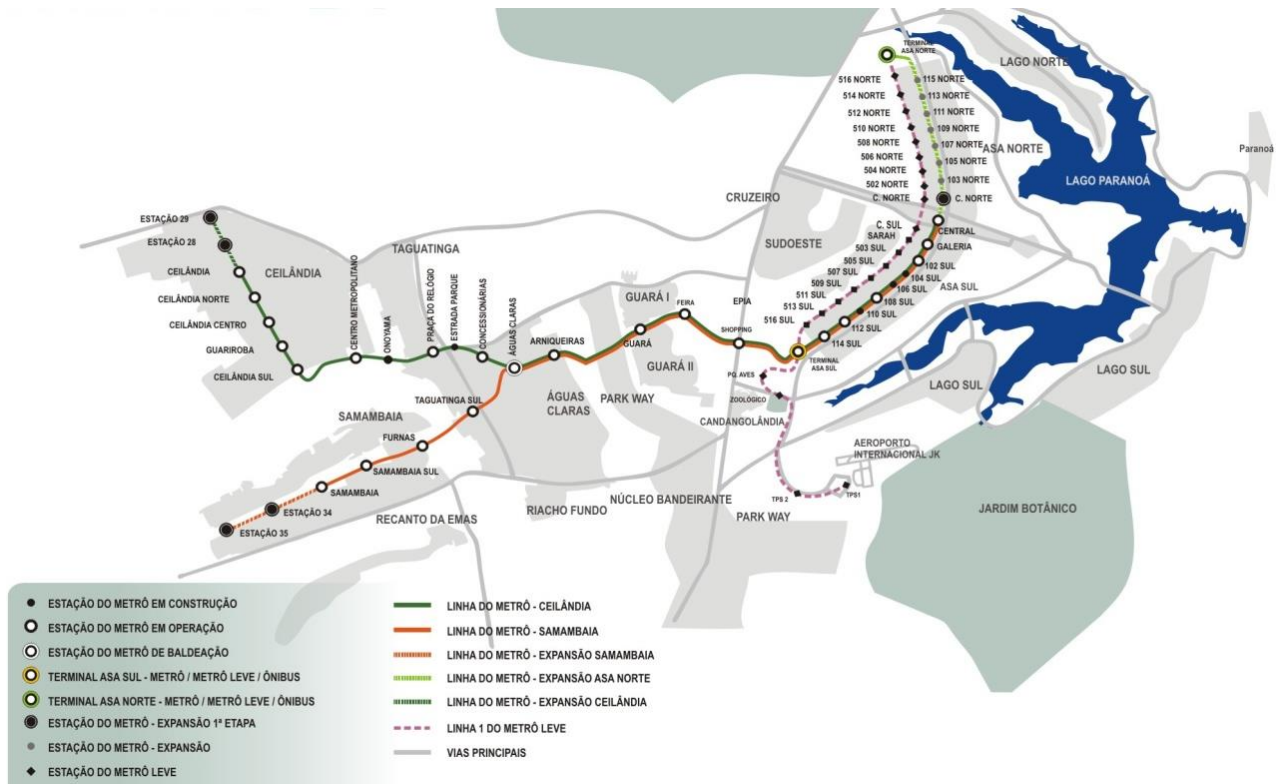 TERMINAL
ASA NORTE
LAGO NORTE
516 NORTE
115 NORTE
514 NORTE
113 NORTE
512 NORTE
111 NORTE
510 NORTE
109 NORTE
508 NORTE
107 NORTE
ASA NORTE
506 NORTE
105 NORTE
504 NORTE
502 NORTE
103 NORTE
C. NORTE
C. NORTE
LAGO PARANOÁ
Paranoá
CRUZEIRO
SUDOESTE
C. SUL
SARAH
503 SUL
505 SUL
507 SUL
509 SUL
511 SUL
513 SUL
516 SUL
CENTRAL
GALERIA
102 SUL
104 SUL
106 SUL
ASA SUL
108 SUL
110 SUL
112 SUL
114 SUL
TERMINAL
ASA SUL
ESTAÇÃO 29
ESTAÇÃO 28
CEILÂNDIA
CEILÂNDIA
CEILÂNDIA NORTE
CEILÂNDIA CENTRO
GUARIROBA
CEILÂNDIA SUL
TAGUATINGA
CENTRO METROPOLITANO
ONOYAMA
PRAÇA DO RELÓGIO
ESTRADA PARQUE
CONCESSIONÁRIAS
ÁGUAS CLARAS
ARNIQUEIRAS
GUARÁ I
FEIRA
EPIA
GUARÁ
SHOPPING
GUARÁ II
ÁGUAS
CLARAS
PARK WAY
PQ. AVES
ZOOLÓGICO
CANDANGOLÂNDIA
LAGO SUL
LAGO SUL
TAGUATINGA SUL
SAMAMBAIA
FURNAS
SAMAMBAIA SUL
SAMAMBAIA
ESTAÇÃO 34
ESTAÇÃO 35
RECANTO DA EMAS
RIACHO FUNDO
NÚCLEO BANDEIRANTE
PARK WAY
AEROPORTO
INTERNACIONAL JK
TPS 2
TPS1
JARDIM BOTÂNICO
ESTAÇÃO DO METRÔ EM CONSTRUÇÃO
ESTAÇÃO DO METRÔ EM OPERAÇÃO
ESTAÇÃO DO METRÔ DE BALDEAÇÃO
TERMINAL ASA SUL - METRÔ / METRÔ LEVE / ÔNIBUS
TERMINAL ASA NORTE - METRÔ / METRÔ LEVE / ÔNIBUS
ESTAÇÃO DO METRÔ - EXPANSÃO 1ª ETAPA
ESTAÇÃO DO METRÔ - EXPANSÃO
ESTAÇÃO DO METRÔ LEVE
LINHA DO METRÔ - CEILÂNDIA
LINHA DO METRÔ - SAMAMBAIA
LINHA DO METRÔ - EXPANSÃO SAMAMBAIA
LINHA DO METRÔ - EXPANSÃO ASA NORTE
LINHA DO METRÔ - EXPANSÃO CEILÂNDIA
LINHA 1 DO METRÔ LEVE
VIAS PRINCIPAIS